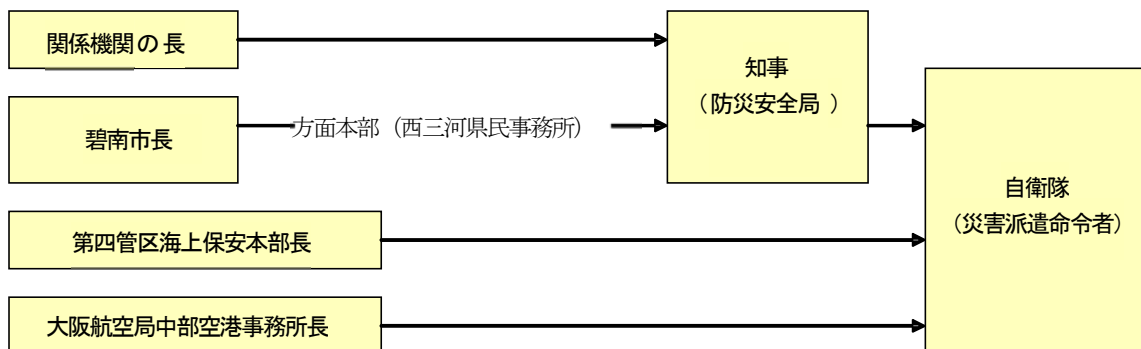 関係機関の長
知事
(防災安全局)
碧南市長
方面本部(西三河県民事務所)
自衛隊
(災害派遣命令者)
第四管区海上保安本部長
大阪航空局中部空港事務所長